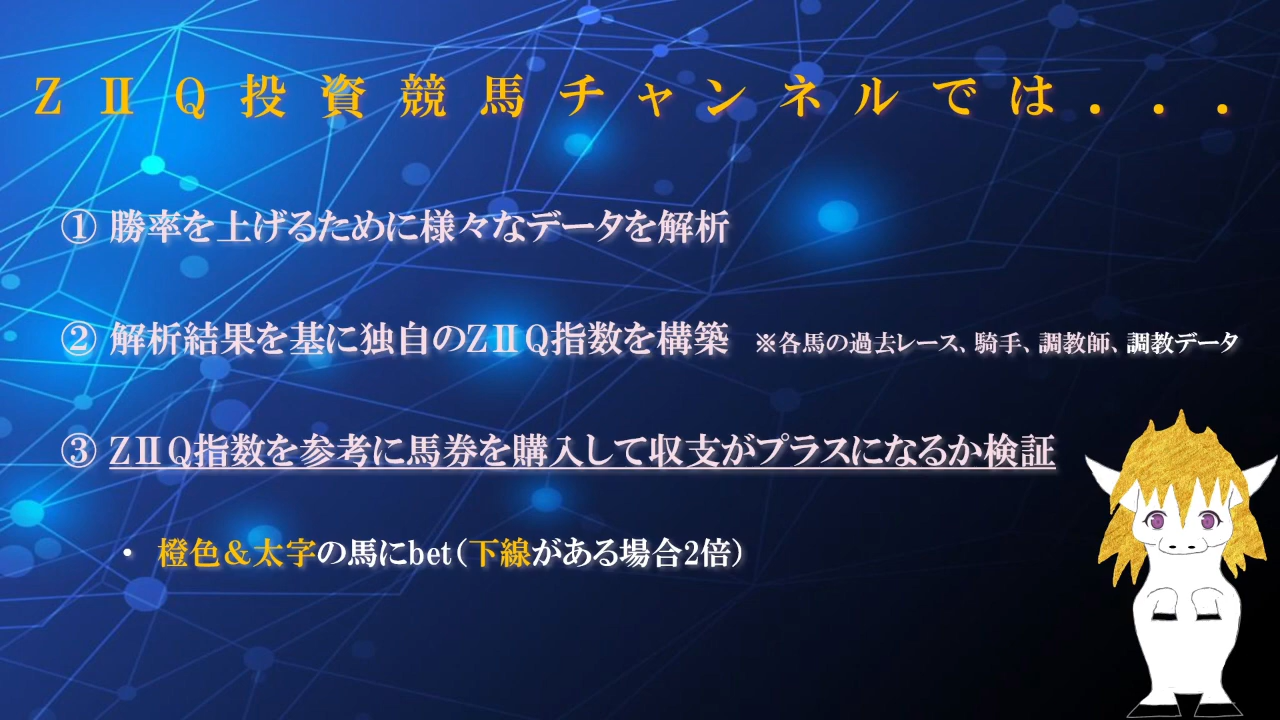 ZⅡQ投資競馬チャンネルでは...
① 勝率を上げるために様々なデータを解析
② 解析結果を基に独自のZⅡQ指数を構築 ※各馬の過去レース、騎手、調教師、調教データ
③ ZⅡQ指数を参考に馬券を購入して収支がプラスになるか検証
・ 橙色＆太字の馬にbet（下線がある場合2倍）